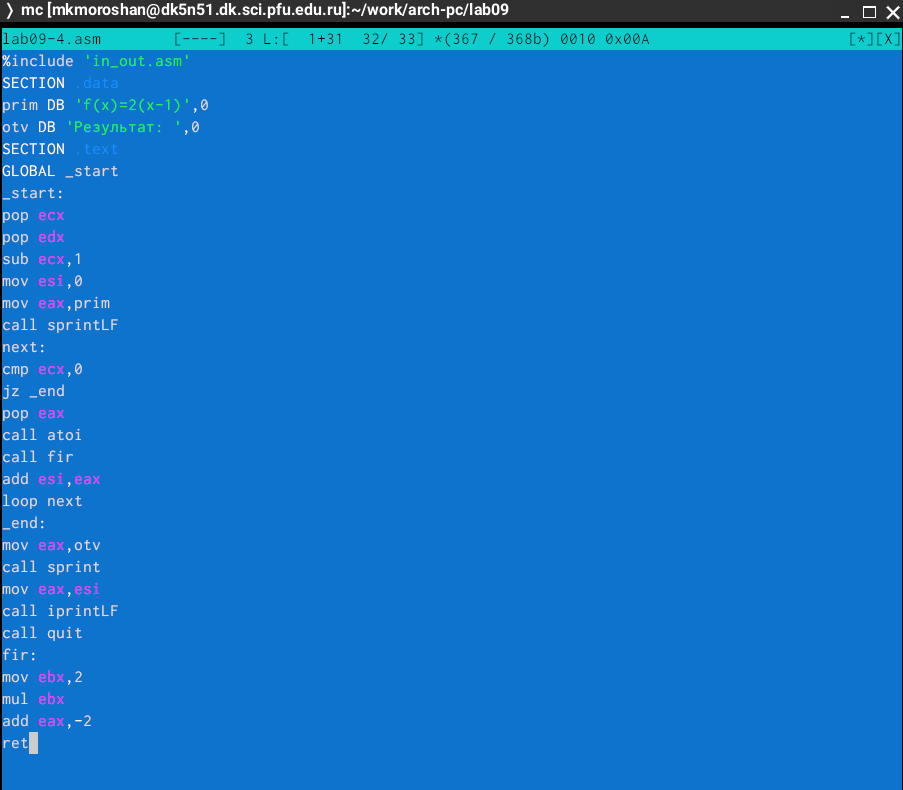 mc [mkmoroshan@dk5n51.dk.sci.pfu.edu.ru]:~/work/arch-pc/lab09
lab09-4.asm [----] 3 L:[ 1+31 32/ 33] *(367 / 368b) 0010 0x00A [*][X]
%include 'in_out.asm'
SECTION .data
prim DB 'f(x)=2(x-1)',0
otv DB 'Результат: ',0
SECTION .text
GLOBAL _start
_start:
pop ecx
pop edx
sub ecx,1
mov esi,0
mov eax,prim
call sprintLF
next:
cmp ecx,0
jz _end
pop eax
call atoi
call fir
add esi,eax
loop next
_end:
mov eax,otv
call sprint
mov eax,esi
call iprintLF
call quit
fir:
mov ebx,2
mul ebx
add eax,-2
ret